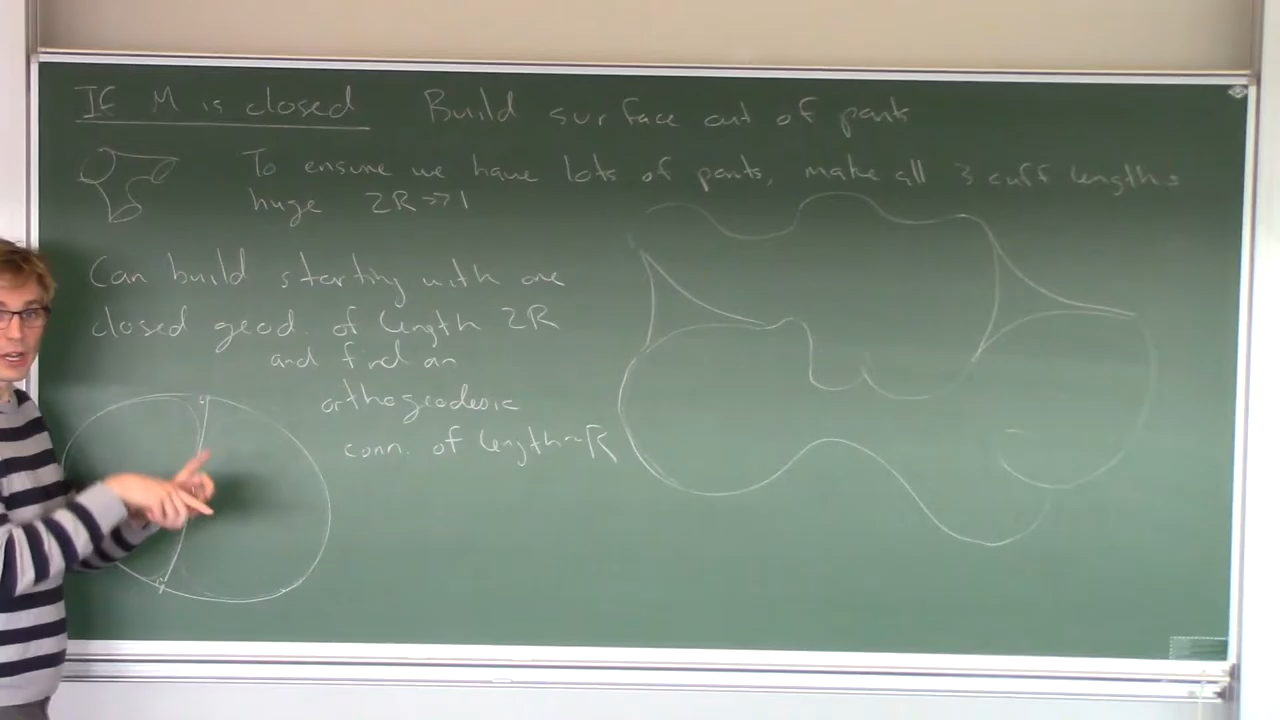 If M is closed Build surface out of pants
To ensure we have lots of pants, make all 3 cuff lengths
huge 2R >> 1
Can build starting with one
closed geod. of length 2R
and find an
orthogeodesic
conn. of length ~ R